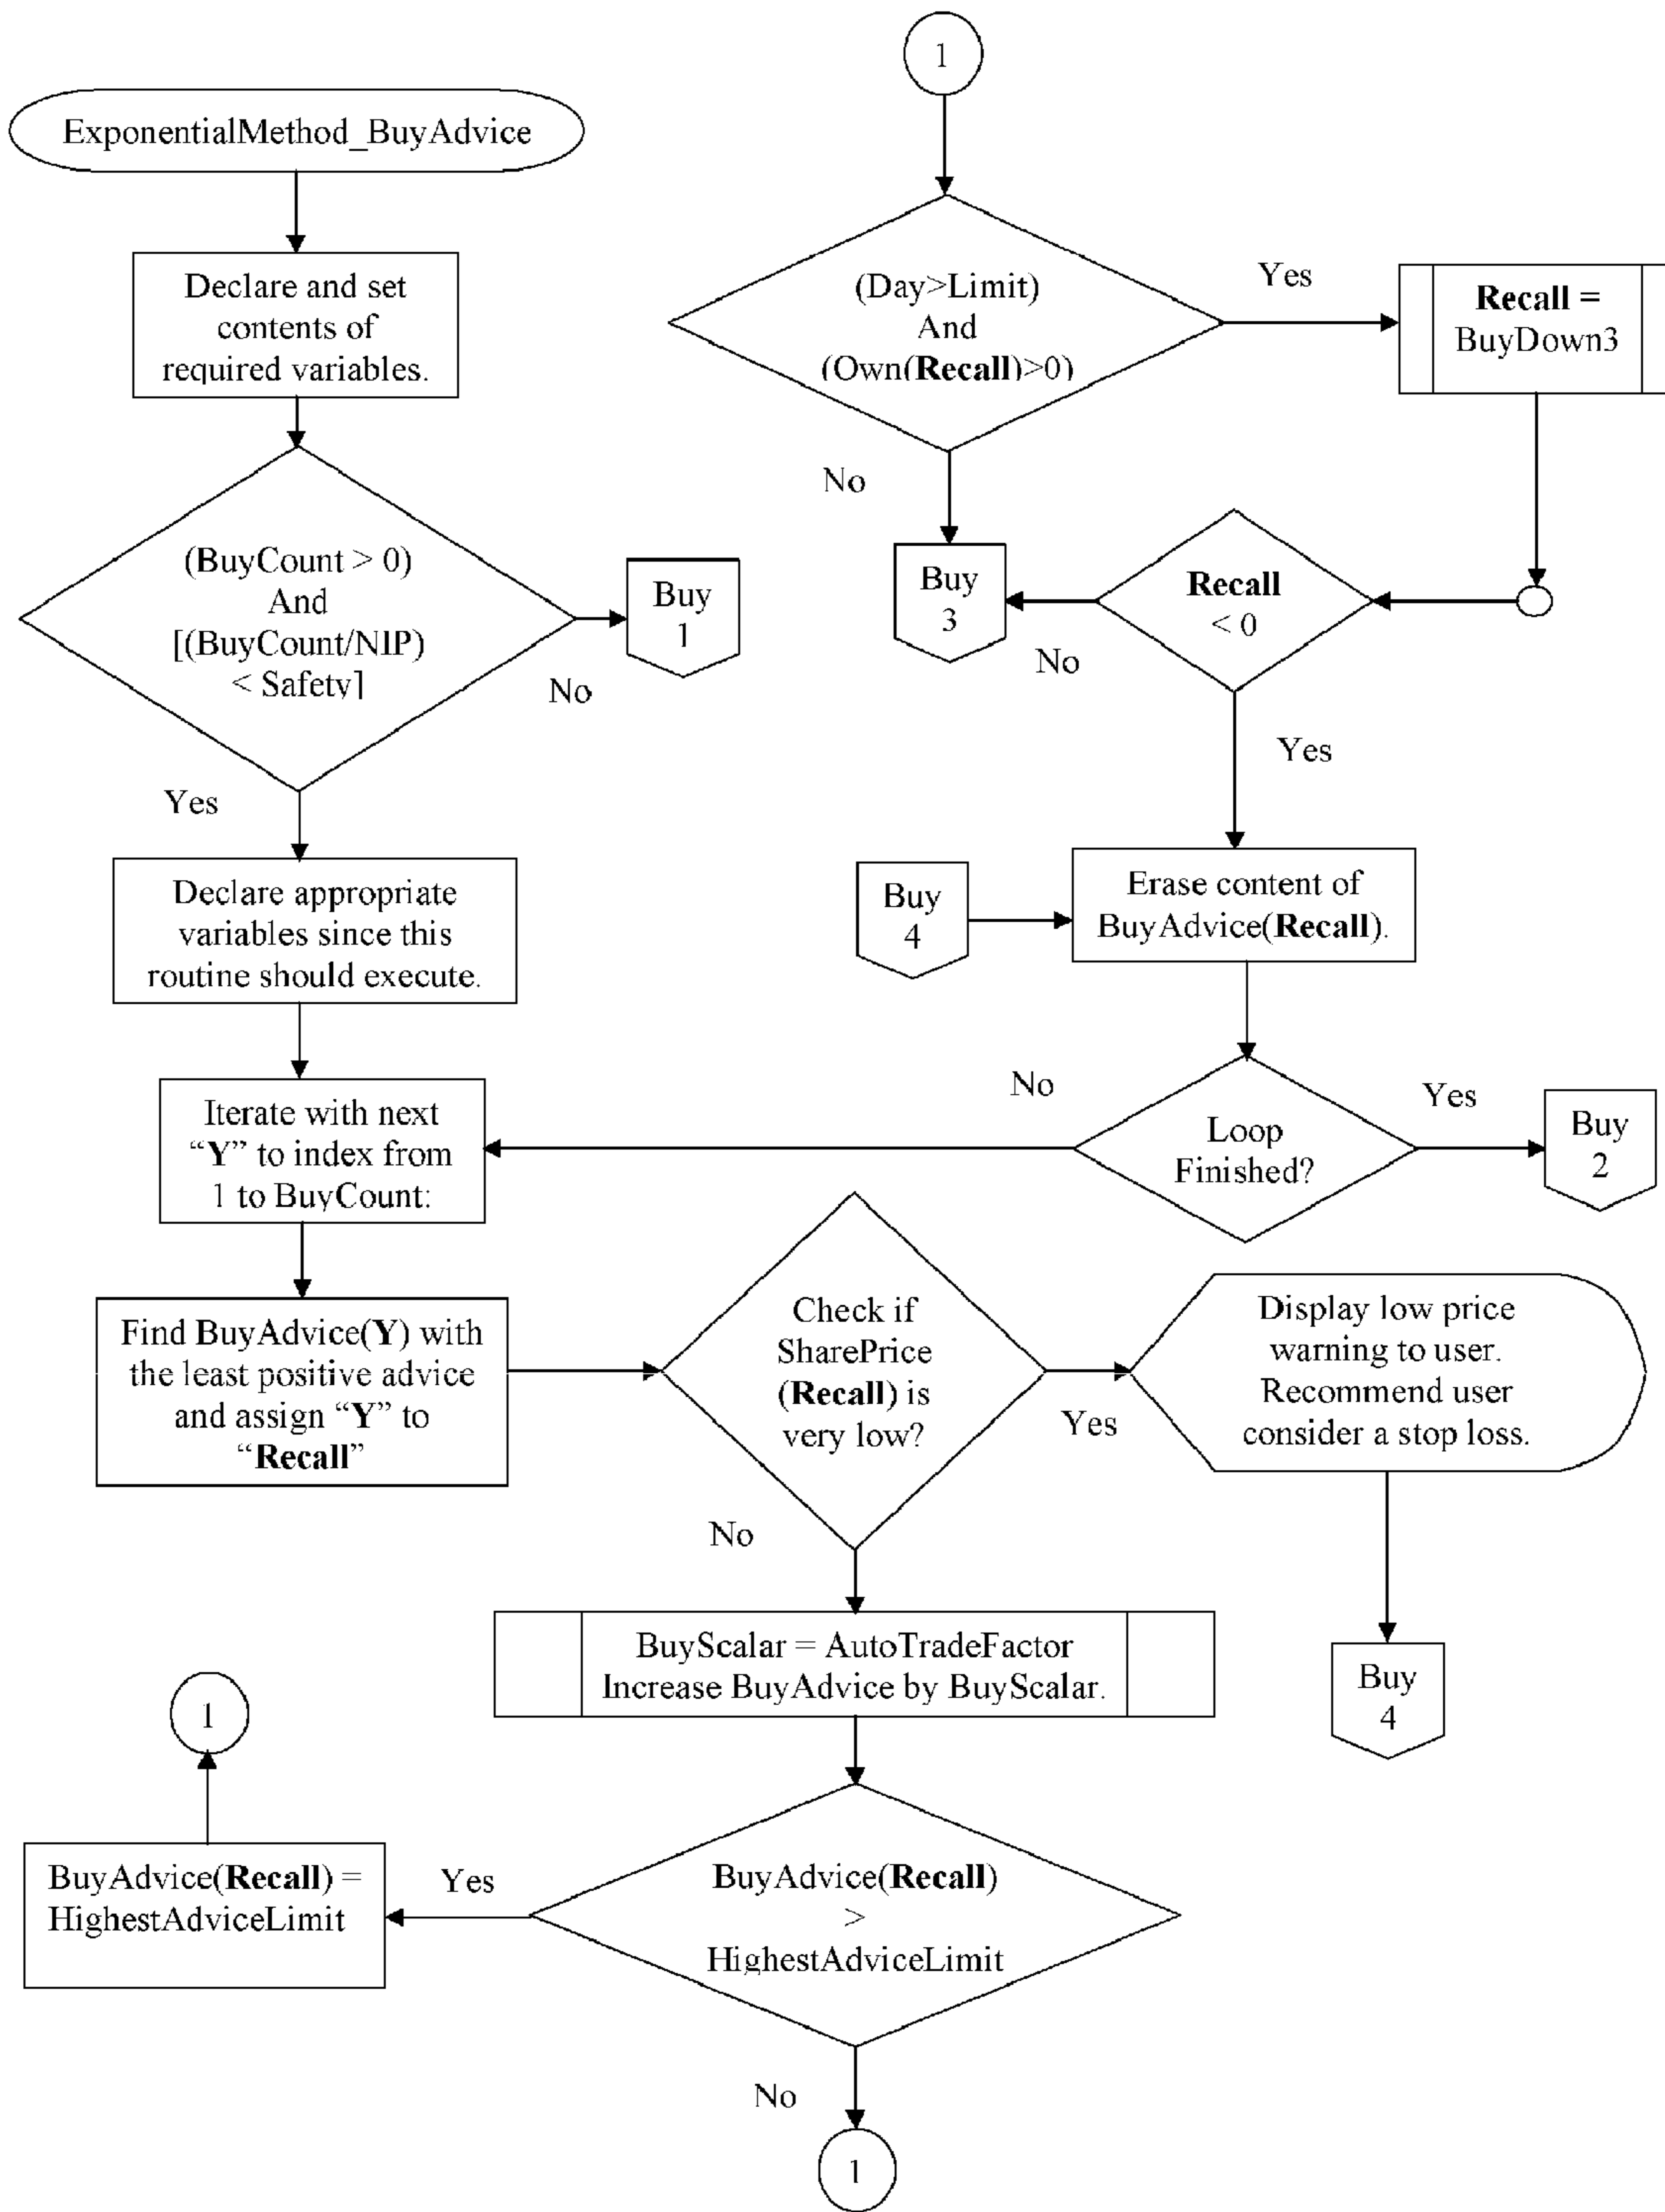 ExponentialMethod_BuyAdvice
Declare and set
contents of
required variables.
(BuyCount > 0)
And
[(BuyCount/NIP)
< Safety]
No
Buy
1
Yes
Declare appropriate
variables since this
routine should execute.
Iterate with next
“Y” to index from
1 to BuyCount:
Find BuyAdvice(Y) with
the least positive advice
and assign “Y” to
“Recall”
Check if
SharePrice
(Recall) is
very low?
Yes
Display low price
warning to user.
Recommend user
consider a stop loss.
Buy
4
No
BuyScalar = AutoTradeFactor
Increase BuyAdvice by BuyScalar.
BuyAdvice(Recall)
>
HighestAdviceLimit
Yes
BuyAdvice(Recall) =
HighestAdviceLimit
1
No
1
1
(Day>Limit)
And
(Own(Recall)>0)
Yes
Recall =
BuyDown3
No
Buy
3
Recall
< 0
No
Yes
Buy
4
Erase content of
BuyAdvice(Recall).
Loop
Finished?
No
Yes
Buy
2